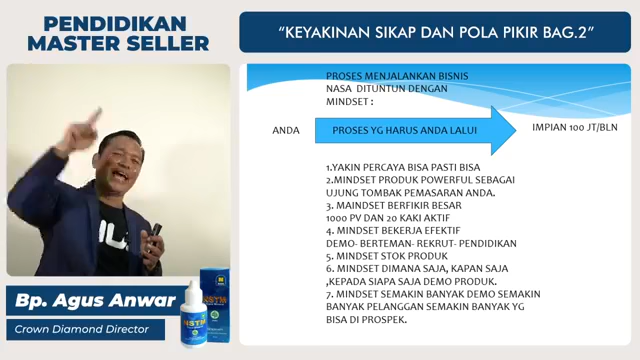 PENDIDIKAN
MASTER SELLER
“KEYAKINAN SIKAP DAN POLA PIKIR BAG.2”
PROSES MENJALANKAN BISNIS
NASA DITUNTUN DENGAN
MINDSET :
ANDA
PROSES YG HARUS ANDA LALUI
IMPIAN 100 JT/BLN
1.YAKIN PERCAYA BISA PASTI BISA
2.MINDSET PRODUK POWERFUL SEBAGAI
UJUNG TOMBAK PEMASARAN ANDA.
3. MAINDSET BERFIKIR BESAR
1000 PV DAN 20 KAKI AKTIF
4. MINDSET BEKERJA EFEKTIF
DEMO- BERTEMAN- REKRUT- PENDIDIKAN
5. MINDSET STOK PRODUK
6. MINDSET DIMANA SAJA, KAPAN SAJA
,KEPADA SIAPA SAJA DEMO PRODUK.
7. MINDSET SEMAKIN BANYAK DEMO SEMAKIN
BANYAK PELANGGAN SEMAKIN BANYAK YG
BISA DI PROSPEK.
Bp. Agus Anwar
Crown Diamond Director